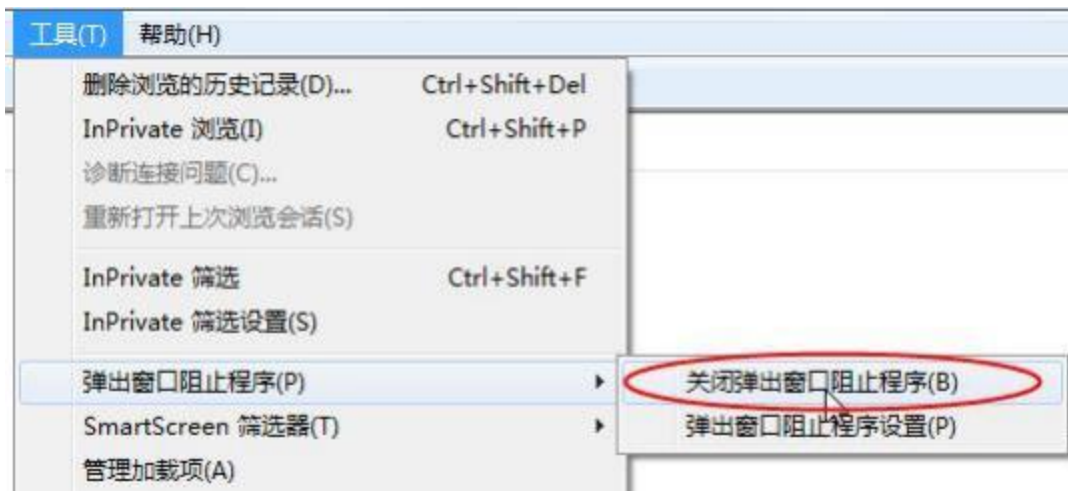 工具(T) 帮助(H)
删除浏览的历史记录(D)... Ctrl+Shift+Del
InPrivate 浏览(I) Ctrl+Shift+P
诊断连接问题(C)...
重新打开上次浏览会话(S)
InPrivate 筛选 Ctrl+Shift+F
InPrivate 筛选设置(S)
弹出窗口阻止程序(P) 关闭弹出窗口阻止程序(B)
SmartScreen 筛选器(T) 弹出窗口阻止程序设置(P)
管理加载项(A)